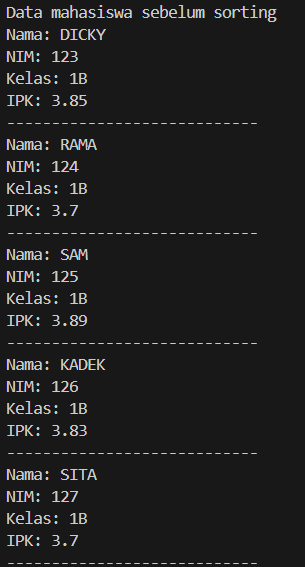 Data mahasiswa sebelum sorting
Nama: DICKY
NIM: 123
Kelas: 1B
IPK: 3.85
----------------------------
Nama: RAMA
NIM: 124
Kelas: 1B
IPK: 3.7
----------------------------
Nama: SAM
NIM: 125
Kelas: 1B
IPK: 3.89
----------------------------
Nama: KADEK
NIM: 126
Kelas: 1B
IPK: 3.83
----------------------------
Nama: SITA
NIM: 127
Kelas: 1B
IPK: 3.7
----------------------------